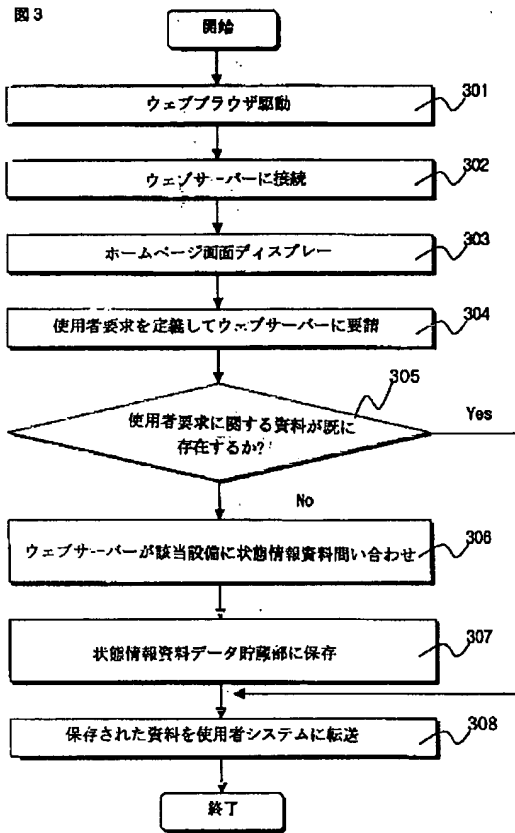 図3
開始
ウェブブラウザ駆動
301
ウェブサーバーに接続
302
ホームページ画面ディスプレー
303
使用者要求を定義してウェブサーバーに要請
304
305
使用者要求に関する資料が既に
存在するか?
Yes
No
ウェブサーバーが該当設備に状態情報資料問い合わせ
306
状態情報資料データ貯蔵部に保存
307
保存された資料を使用者システムに転送
308
終了